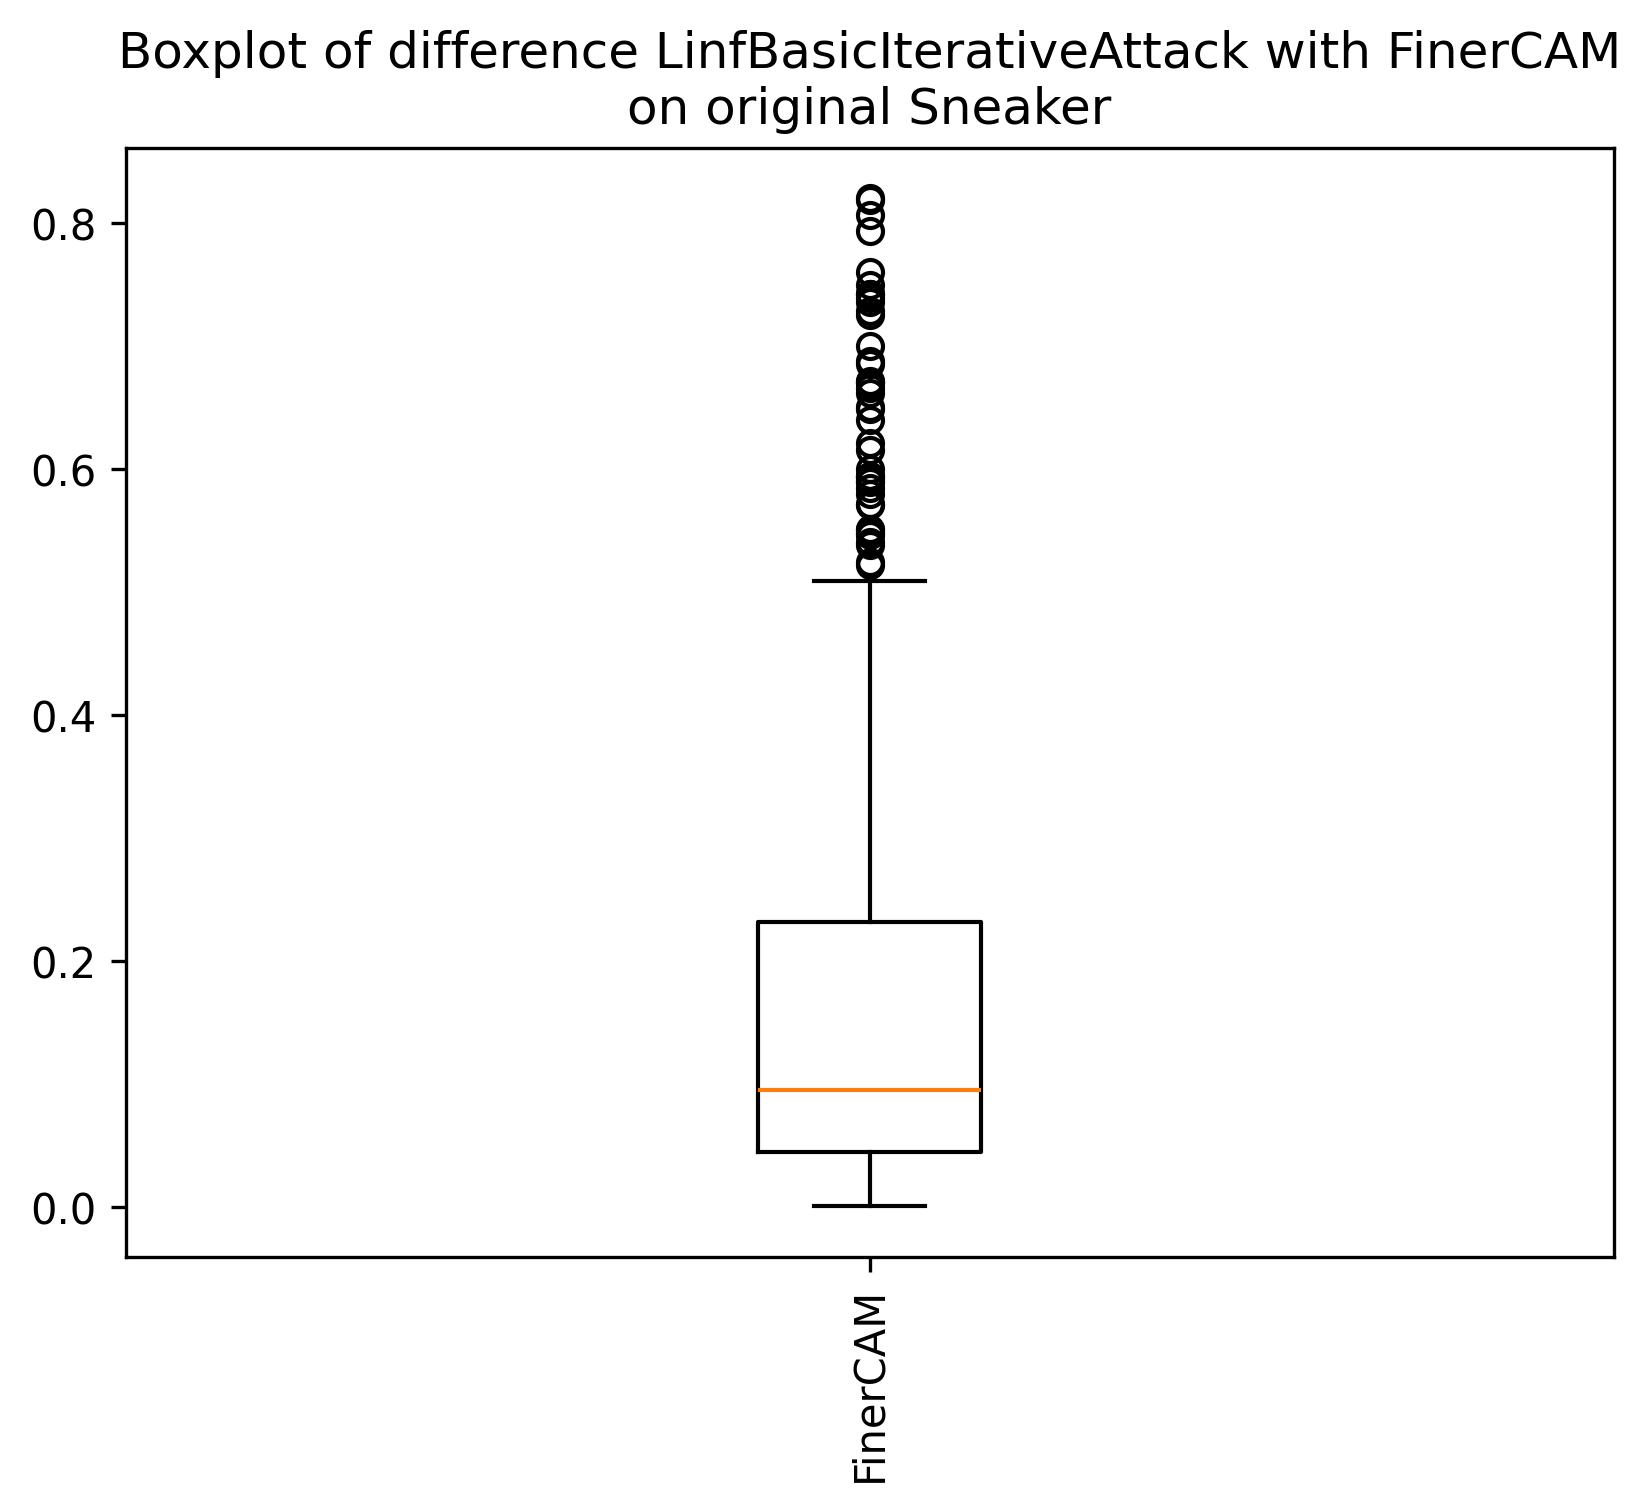 Boxplot of difference LinfBasicIterativeAttack with FinerCAM
on original Sneaker
0.8
0.6
0.4
0.2
0.0
FinerCAM